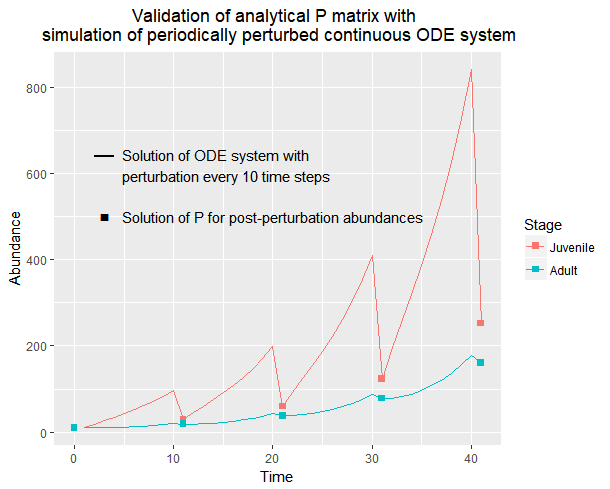 Validation of analytical P matrix with
simulation of periodically perturbed continuous ODE system
Abundance
800
600
400
200
0
Solution of ODE system with
perturbation every 10 time steps
Solution of P for post-perturbation abundances
Stage
Juvenile
Adult
0 10 20 30 40
Time